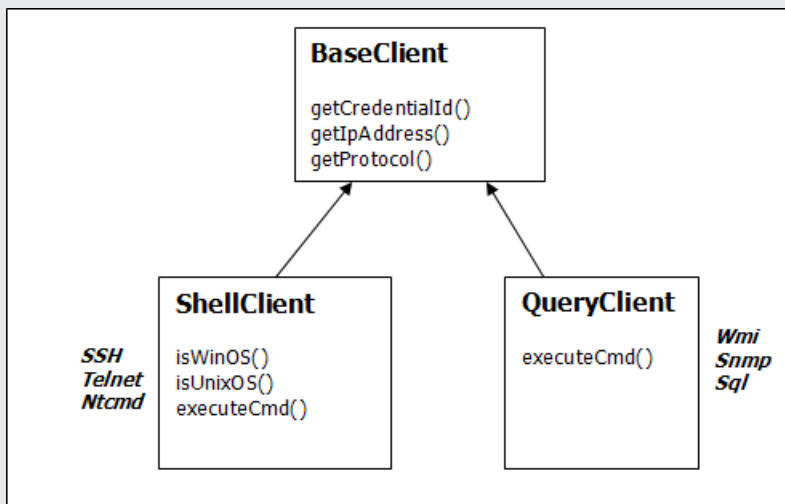 BaseClient
getCredentialId()
getIpAddress()
getProtocol()
ShellClient
isWinOS()
isUnixOS()
executeCmd()
SSH
Telnet
Ntcmd
QueryClient
executeCmd()
Wmi
Snmp
Sql